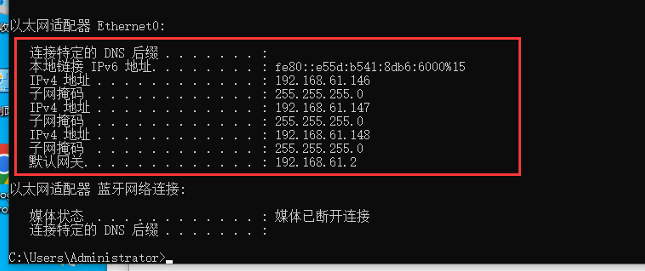 以太网适配器 Ethernet0:
连接特定的 DNS 后缀 . . . . . . . :
本地链接 IPv6 地址. . . . . . . . : fe80::e55d:b541:8db6:6000%15
IPv4 地址 . . . . . . . . . . . . : 192.168.61.146
子网掩码  . . . . . . . . . . . . : 255.255.255.0
IPv4 地址 . . . . . . . . . . . . : 192.168.61.147
子网掩码  . . . . . . . . . . . . : 255.255.255.0
IPv4 地址 . . . . . . . . . . . . : 192.168.61.148
子网掩码  . . . . . . . . . . . . : 255.255.255.0
默认网关. . . . . . . . . . . . . : 192.168.61.2
以太网适配器 蓝牙网络连接:
媒体状态  . . . . . . . . . . . . : 媒体已断开连接
连接特定的 DNS 后缀 . . . . . . . :
C:\Users\Administrator>